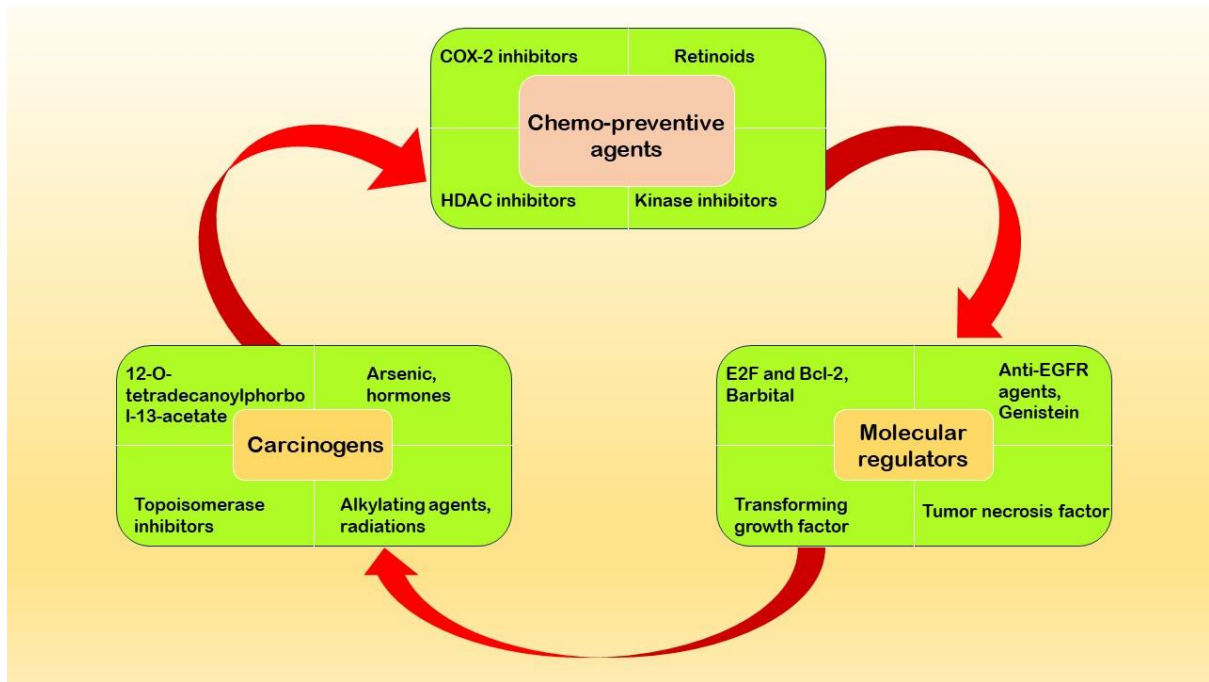 COX-2 inhibitors
Retinoids
Chemo-preventive
agents
HDAC inhibitors
Kinase inhibitors
12-O-
tetradecanoylphorbo
l-13-acetate
Arsenic,
hormones
Carcinogens
Topoisomerase
inhibitors
Alkylating agents,
radiations
E2F and Bcl-2,
Barbital
Anti-EGFR
agents,
Genistein
Molecular
regulators
Transforming
growth factor
Tumor necrosis factor